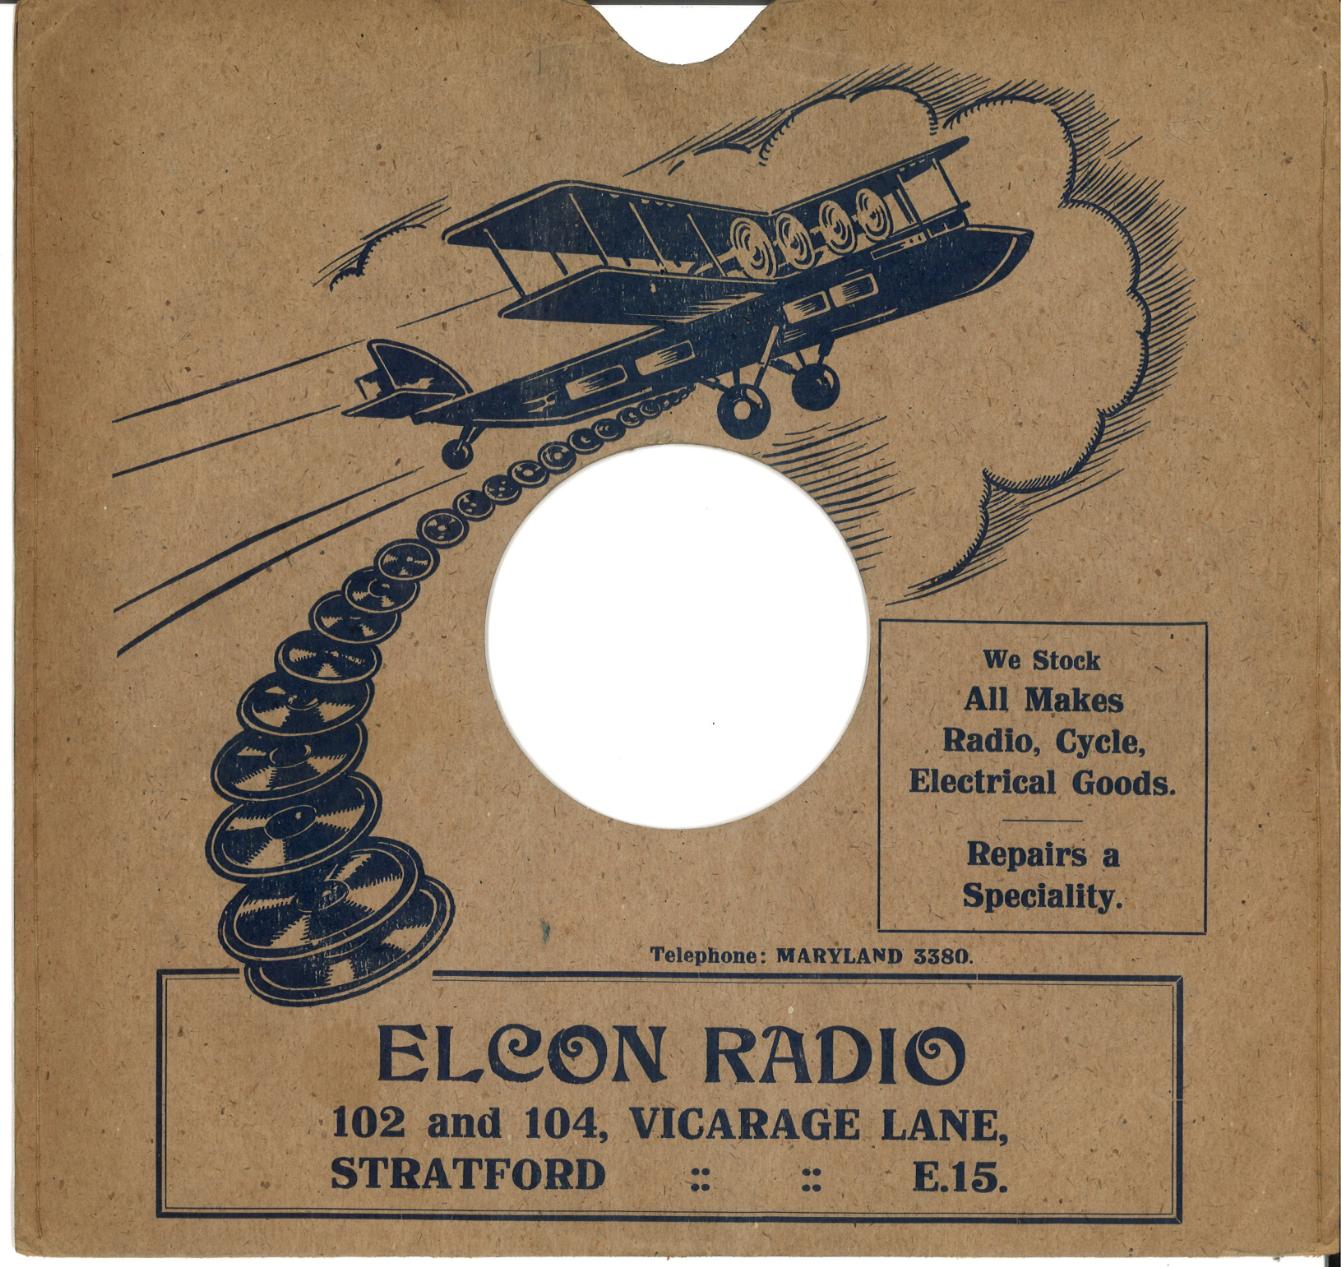 We Stock
All Makes
Radio, Cycle,
Electrical Goods.
Repairs a
Speciality.
Telephone: MARYLAND 3380.
ELCON RADIO
102 and 104, VICARAGE LANE,
STRATFORD :: :: E.15.